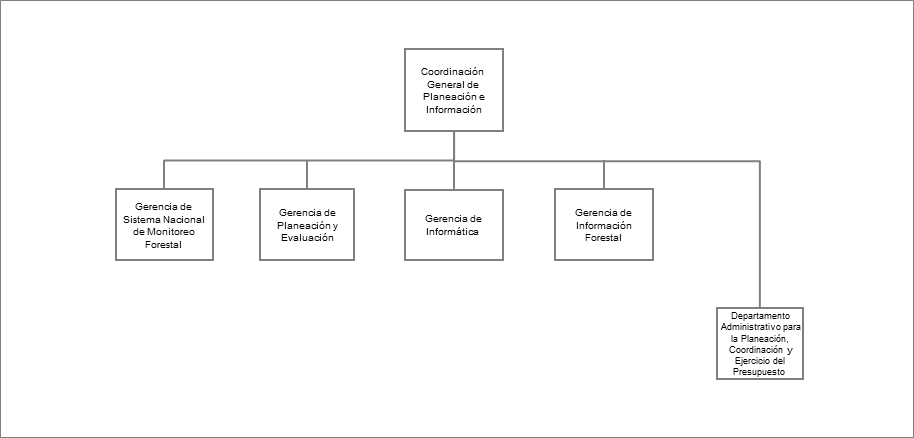 Coordinación
General de
Planeación e
Información
Gerencia de
Sistema Nacional
de Monitoreo
Forestal
Gerencia de
Planeación y
Evaluación
Gerencia de
Informática
Gerencia de
Información
Forestal
Departamento
Administrativo para
la Planeación,
Coordinación y
Ejercicio del
Presupuesto